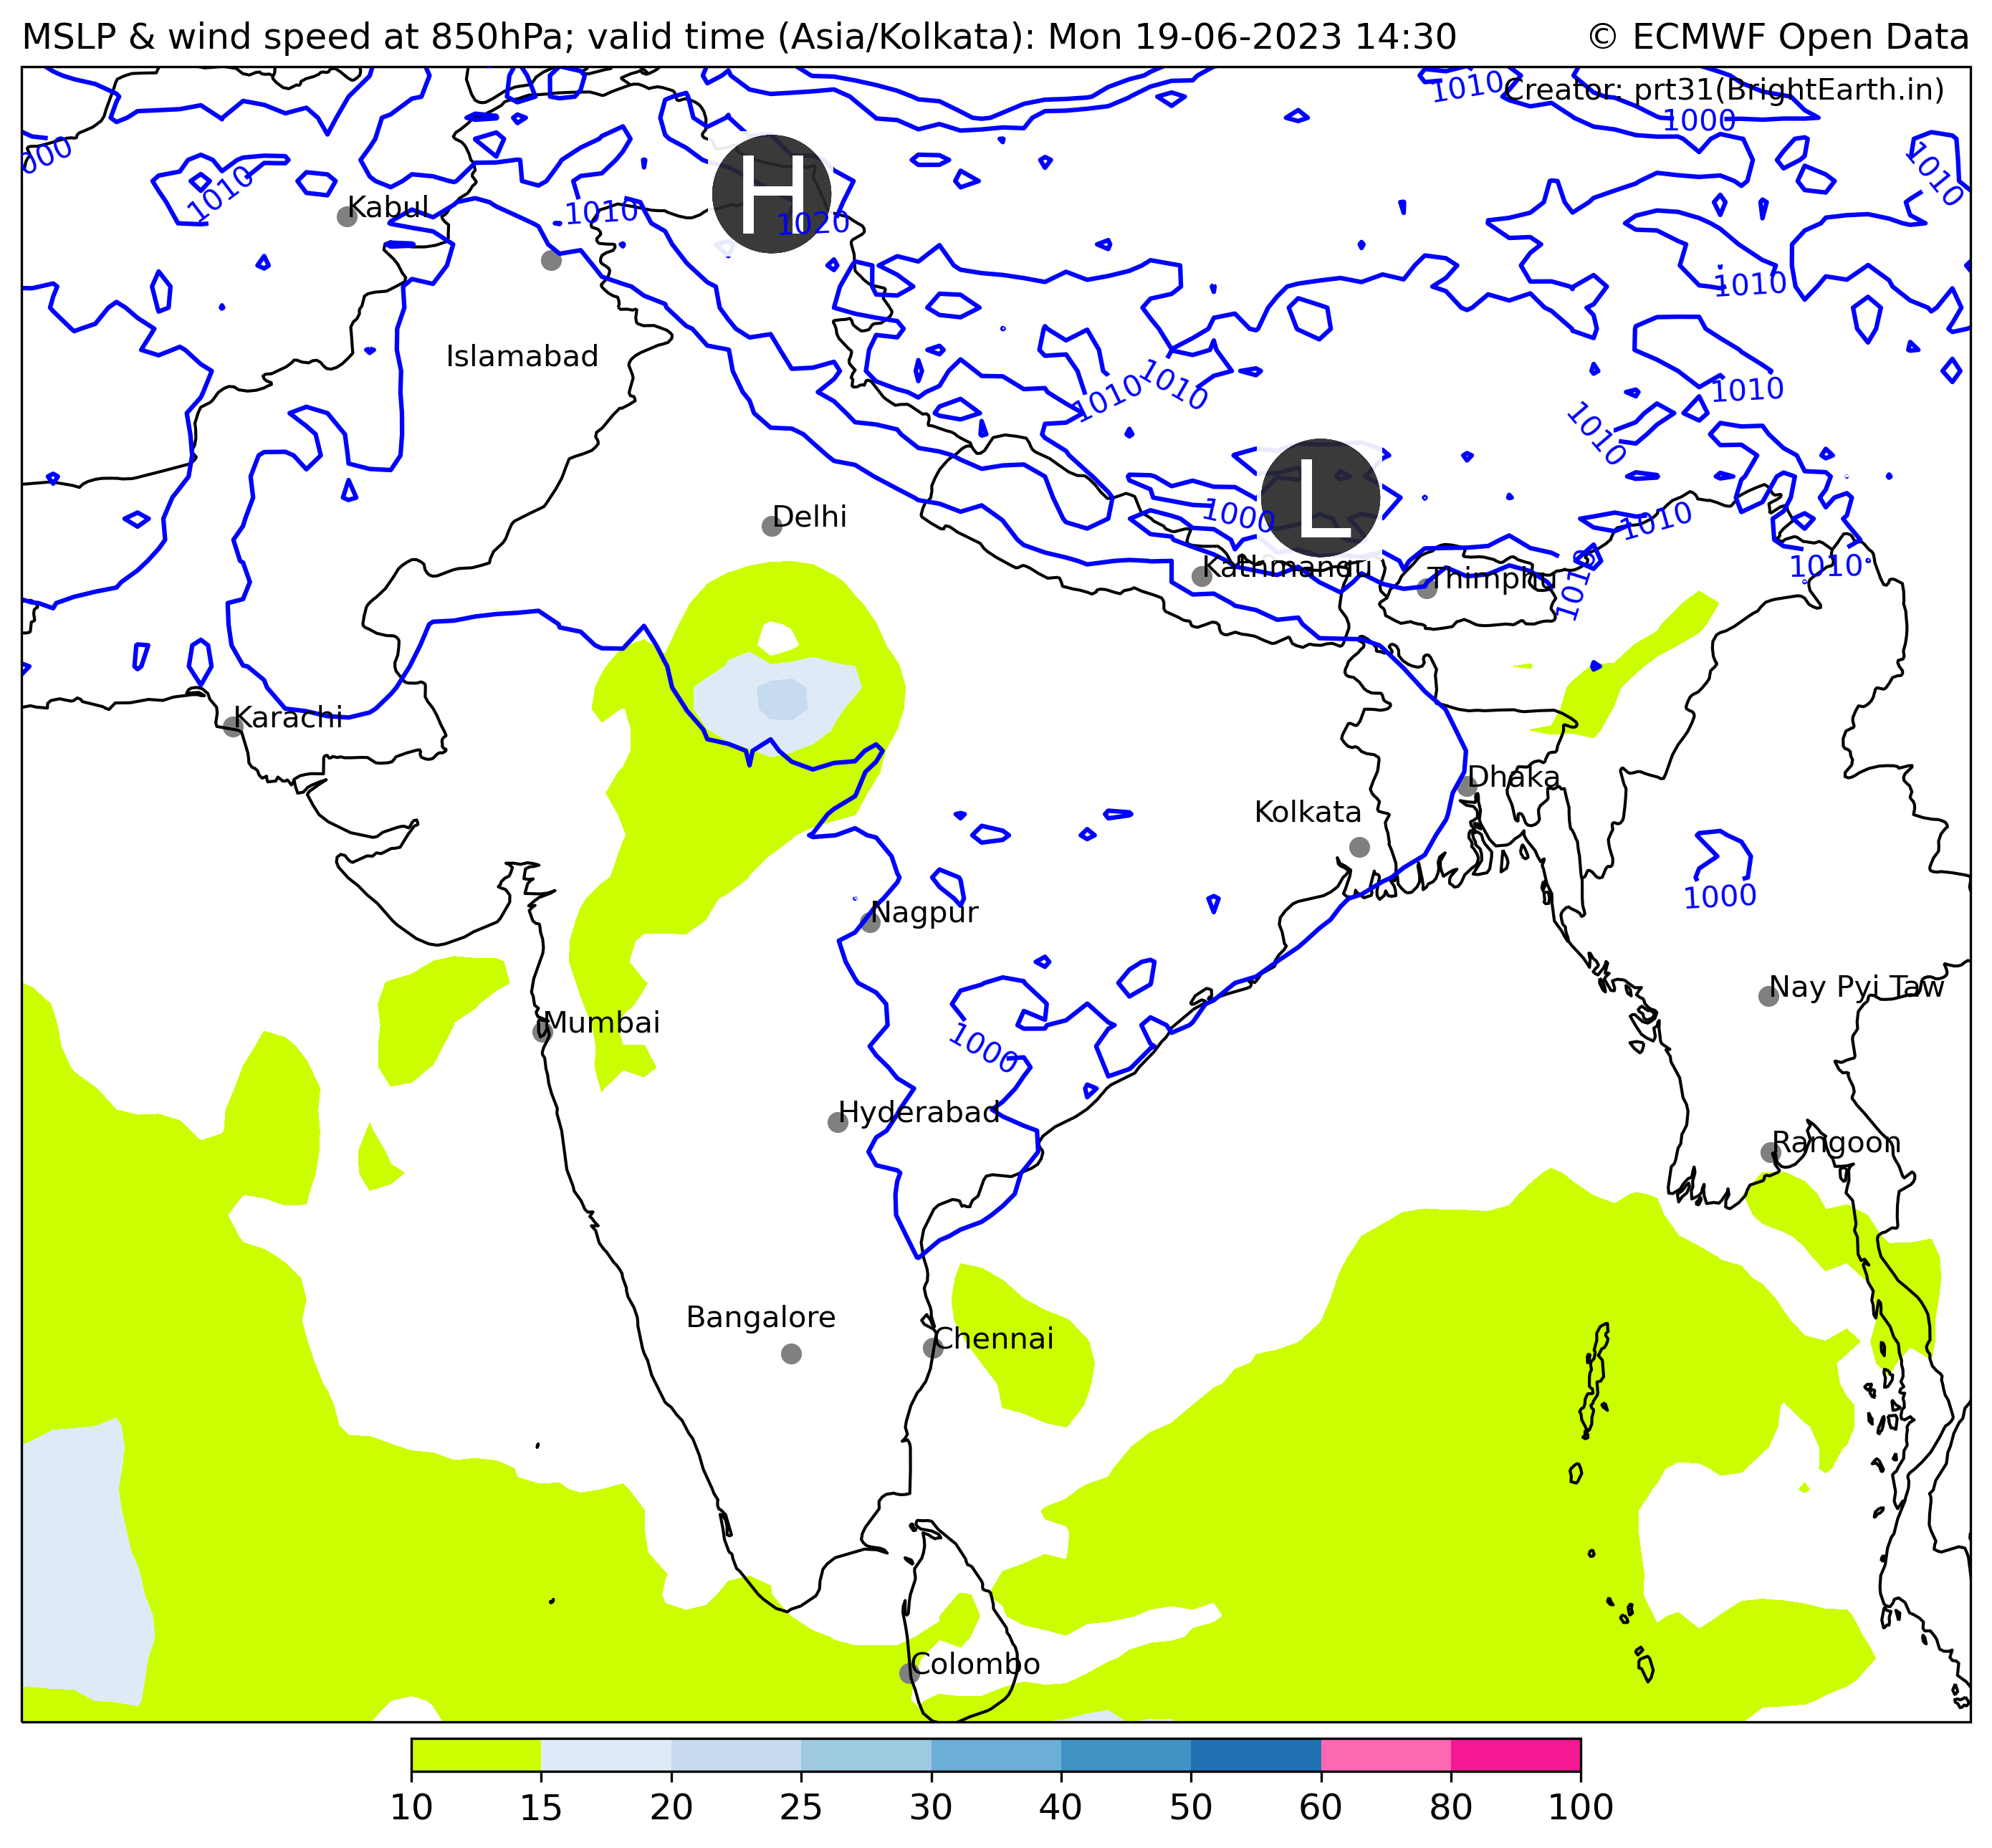 MSLP & wind speed at 850hPa; valid time (Asia/Kolkata): Mon 19-06-2023 14:30
© ECMWF Open Data
Creator: prt31(BrightEarth.in)
1010
1000
000
1010
1010
Kabul
H
1010
1020
1010
Islamabad
1010
1010
1010
1010
Delhi
L
1000
1010
1010
Kathmandu
Thimphu
1010
Karachi
Dhaka
Kolkata
1000
Nagpur
Nay Pyi Taw
Mumbai
1000
Hyderabad
Rangoon
Bangalore
Chennai
Colombo
10 15 20 25 30 40 50 60 80 100